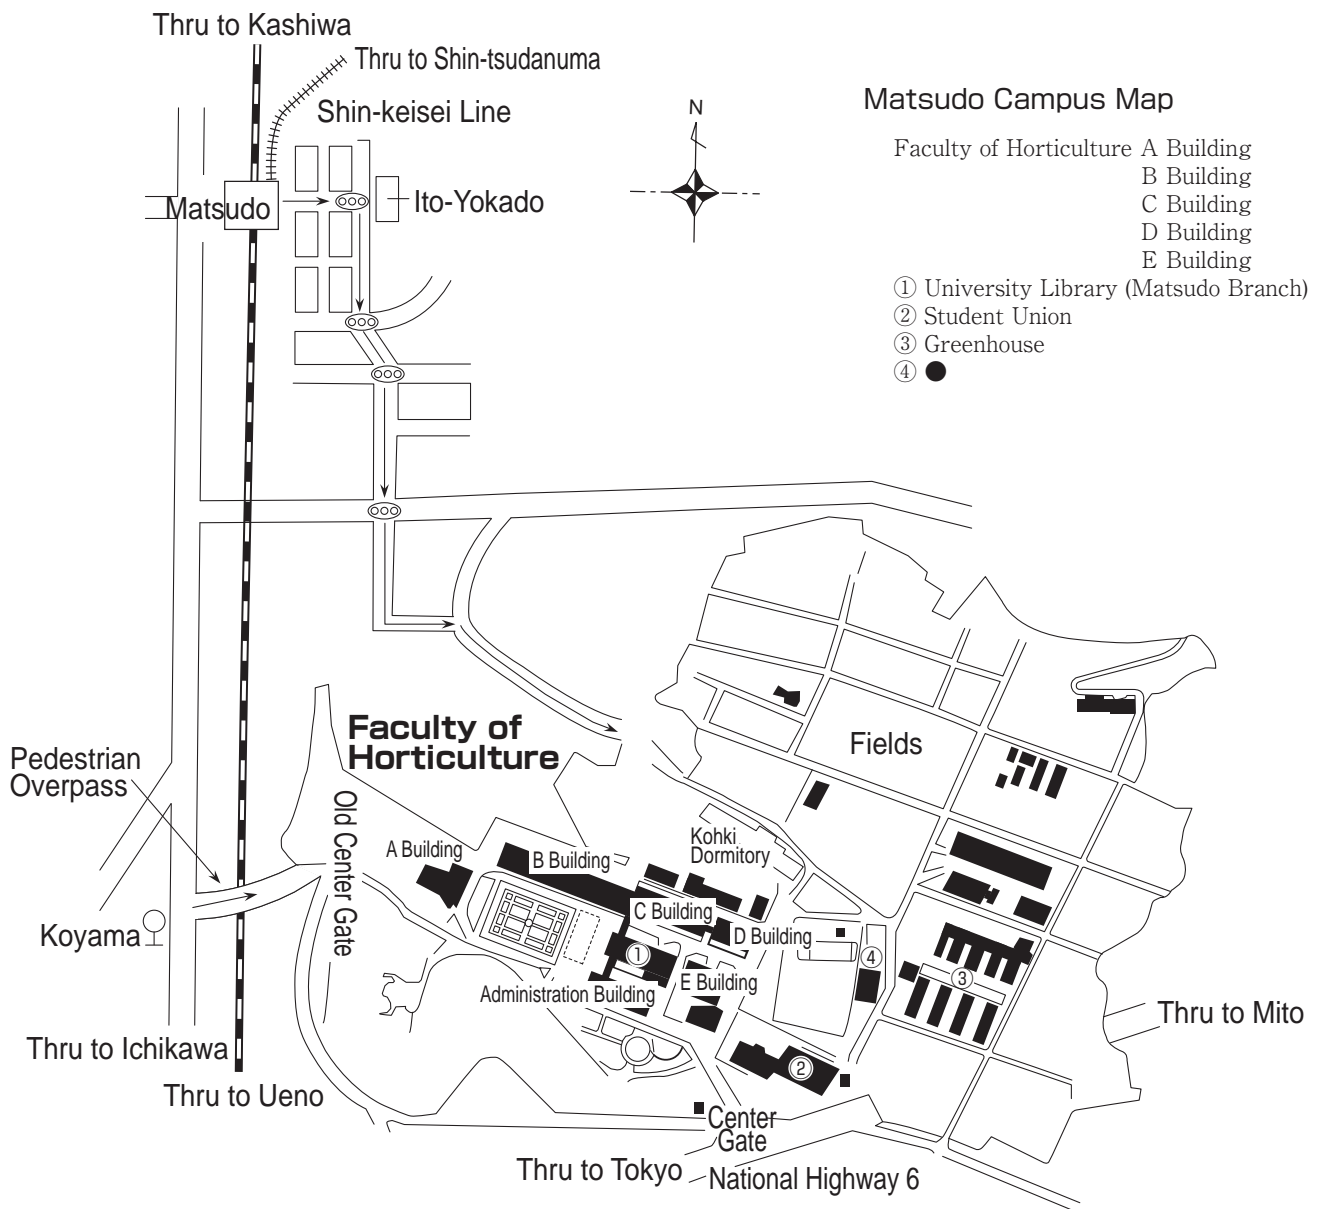 Thru to Kashiwa
Thru to Shin-tsudanuma
Shin-keisei Line
Matsudo
Ito-Yokado
N
Matsudo Campus Map
Faculty of Horticulture A Building
B Building
C Building
D Building
E Building
① University Library (Matsudo Branch)
② Student Union
③ Greenhouse
④ ●
Faculty of
Horticulture
Fields
Pedestrian
Overpass
Old Center Gate
A Building
B Building
Kohki
Dormitory
C Building
D Building
①
④
E Building
③
Administration Building
Koyama
Thru to Mito
Thru to Ichikawa
②
Thru to Ueno
Center
Gate
Thru to Tokyo
National Highway 6